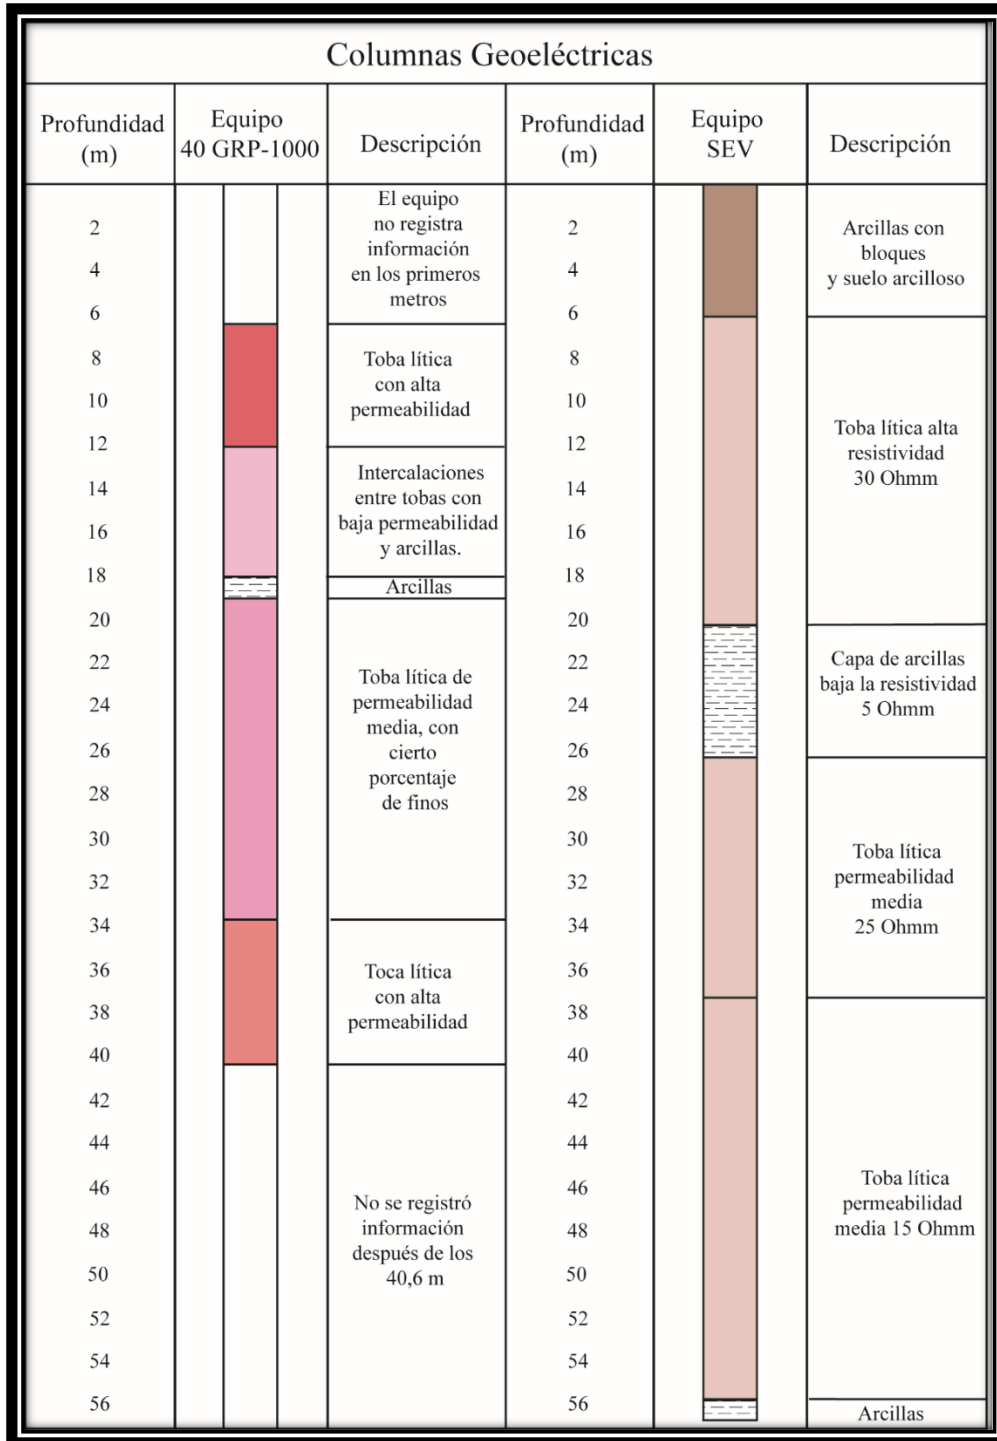 Columnas Geoeléctricas
Profundidad
(m)
Equipo
40 GRP-1000
Descripción
Profundidad
(m)
Equipo
SEV
Descripción
2
4
6
8
10
12
14
16
18
20
22
24
26
28
30
32
34
36
38
40
42
44
46
48
50
52
54
56
El equipo
no registra
información
en los primeros
metros
Toba lítica
con alta
permeabilidad
Intercalaciones
entre tobas con
baja permeabilidad
y arcillas.
Arcillas
Toba lítica de
permeabilidad
media, con
cierto
porcentaje
de finos
Toca lítica
con alta
permeabilidad
No se registró
información
después de los
40,6 m
2
4
6
8
10
12
14
16
18
20
22
24
26
28
30
32
34
36
38
40
42
44
46
48
50
52
54
56
Arcillas con
bloques
y suelo arcilloso
Toba lítica alta
resistividad
30 Ohmm
Capa de arcillas
baja la resistividad
5 Ohmm
Toba lítica
permeabilidad
media
25 Ohmm
Toba lítica
permeabilidad
media 15 Ohmm
Arcillas